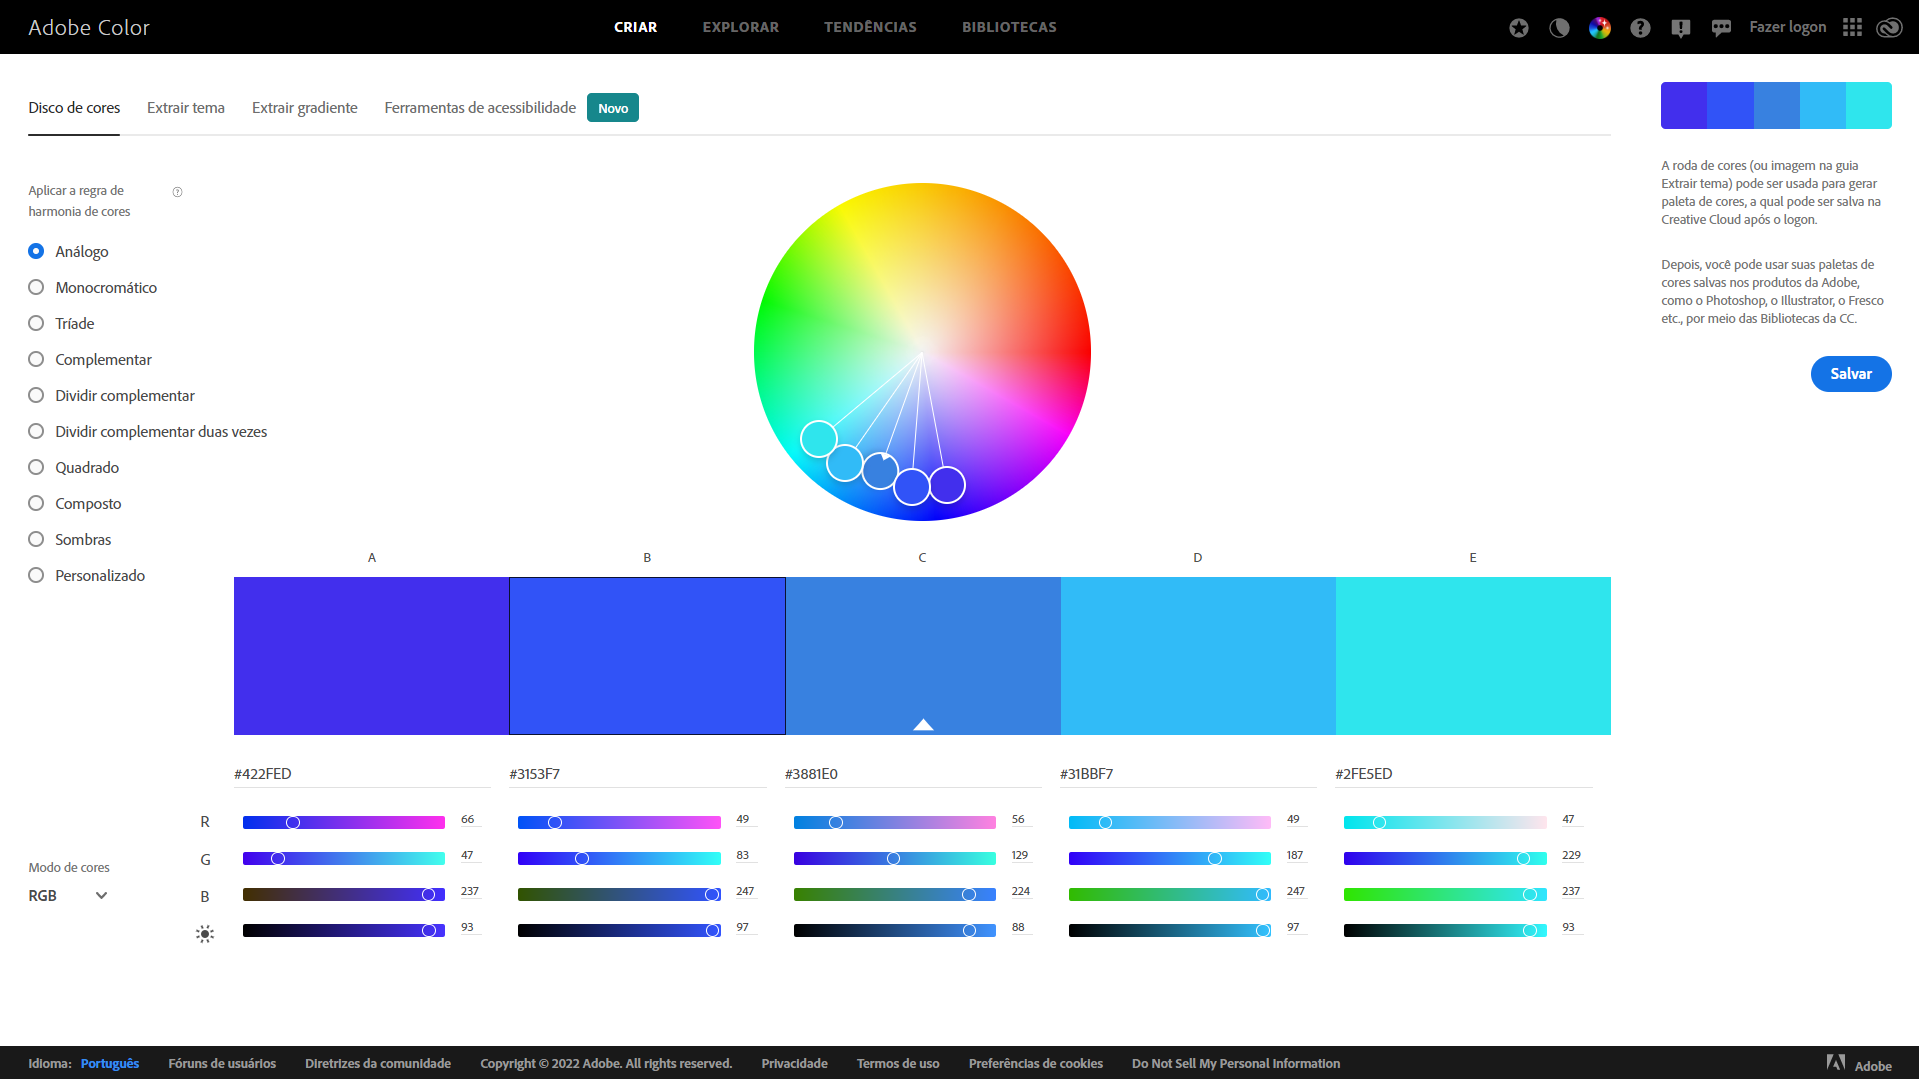 Adobe Color
CRIAR EXPLORAR TENDÊNCIAS BIBLIOTECAS
Fazer logon
Disco de cores Extrair tema Extrair gradiente Ferramentas de acessibilidade Novo
A roda de cores (ou imagem na guia
Extrair tema) pode ser usada para gerar
paleta de cores, a qual pode ser salva na
Creative Cloud após o logon.
Depois, você pode usar suas paletas de
cores salvas nos produtos da Adobe,
como o Photoshop, o Illustrator, o Fresco
etc., por meio das Bibliotecas da CC.
Salvar
Aplicar a regra de
harmonia de cores
Análogo
Monocromático
Tríade
Complementar
Dividir complementar
Dividir complementar duas vezes
Quadrado
Composto
Sombras
Personalizado
A B C D E
#422FED #3153F7 #3881E0 #31BBF7 #2FE5ED
R 66 49 56 49 47
G 47 83 129 187 229
B 237 247 224 247 237
93 97 88 97 93
Modo de cores
RGB
Idioma: Português Fóruns de usuários Diretrizes da comunidade Copyright © 2022 Adobe. All rights reserved. Privacidade Termos de uso Preferências de cookies Do Not Sell My Personal Information Adobe